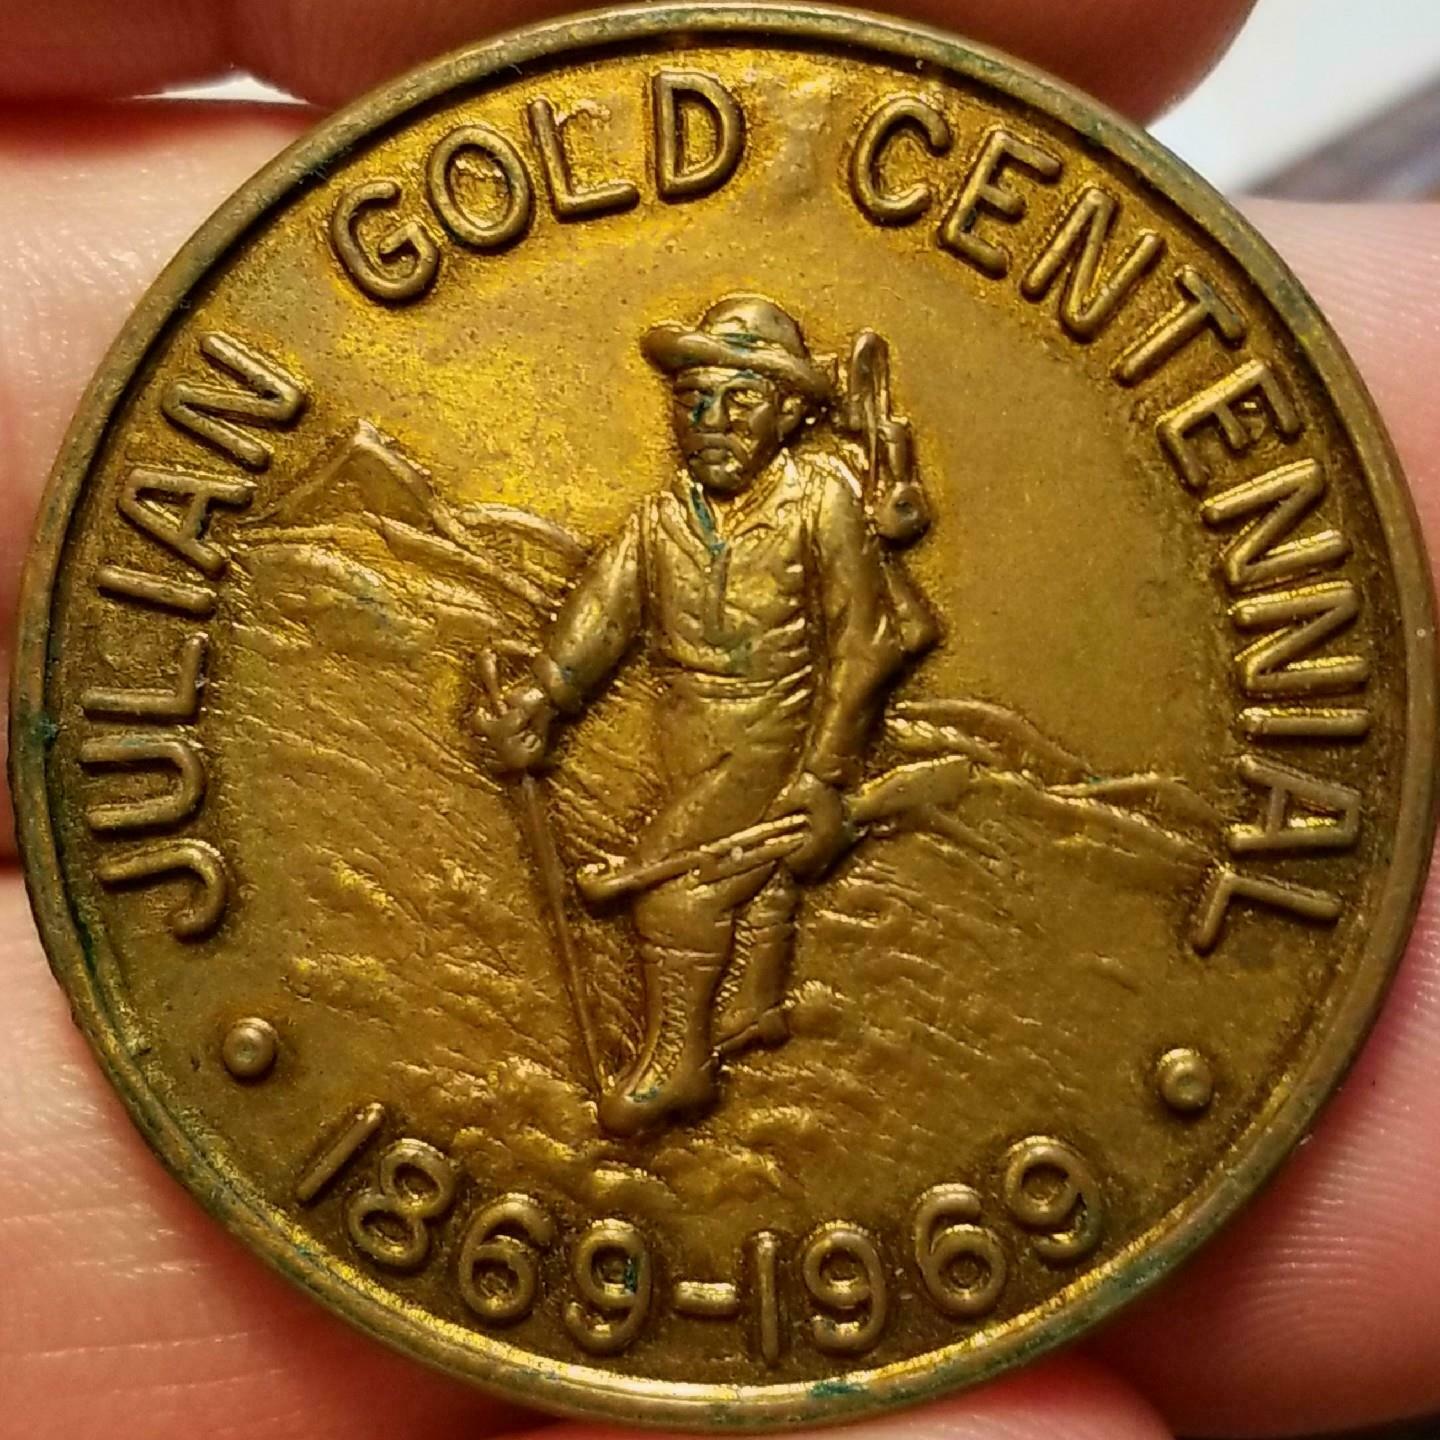 JULIAN GOLD CENTENNIAL
• 1869-1969 •